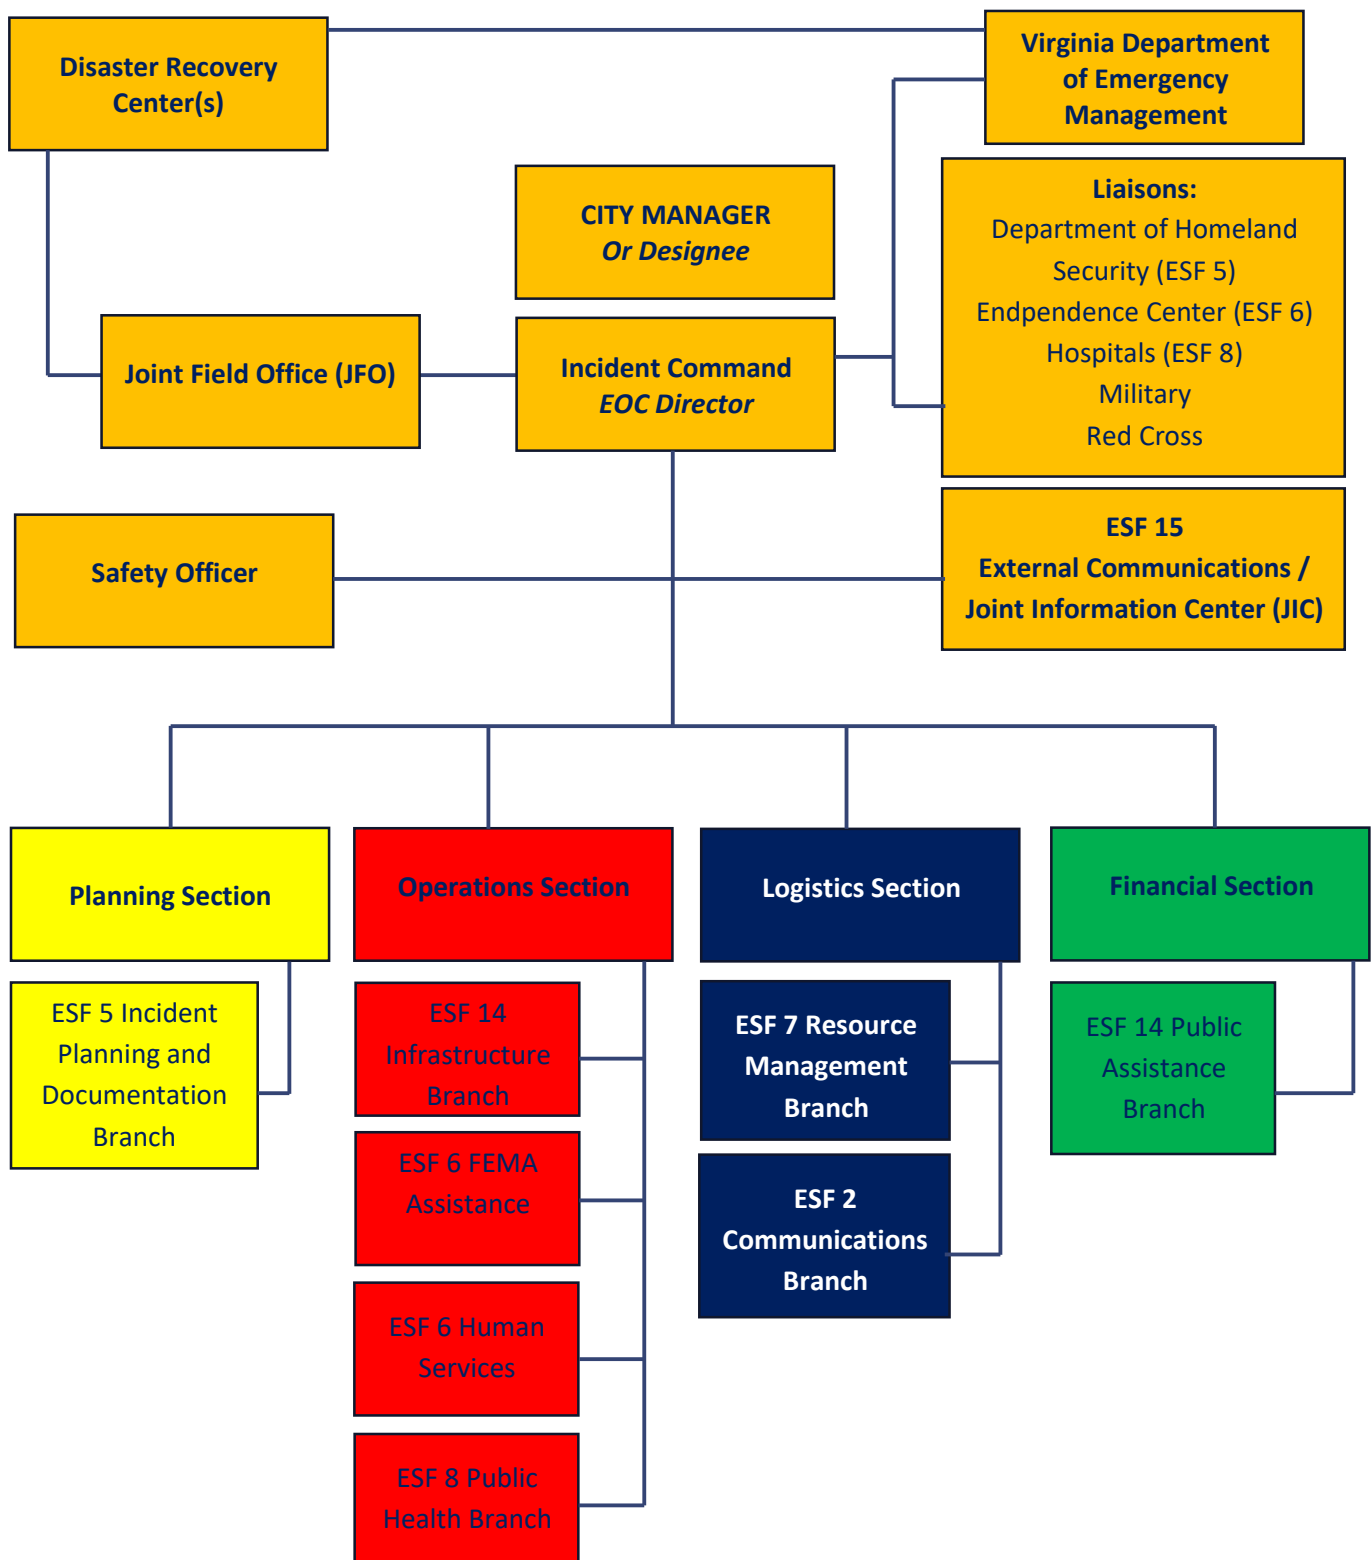 Disaster Recovery
Center(s)
Virginia Department
of Emergency
Management
CITY MANAGER
Or Designee
Liaisons:
Department of Homeland
Security (ESF 5)
Endpendence Center (ESF 6)
Hospitals (ESF 8)
Military
Red Cross
Joint Field Office (JFO)
Incident Command
EOC Director
Safety Officer
ESF 15
External Communications /
Joint Information Center (JIC)
Planning Section
Operations Section
Logistics Section
Financial Section
ESF 5 Incident
Planning and
Documentation
Branch
ESF 14
Infrastructure
Branch
ESF 6 FEMA
Assistance
ESF 6 Human
Services
ESF 8 Public
Health Branch
ESF 7 Resource
Management
Branch
ESF 2
Communications
Branch
ESF 14 Public
Assistance
Branch